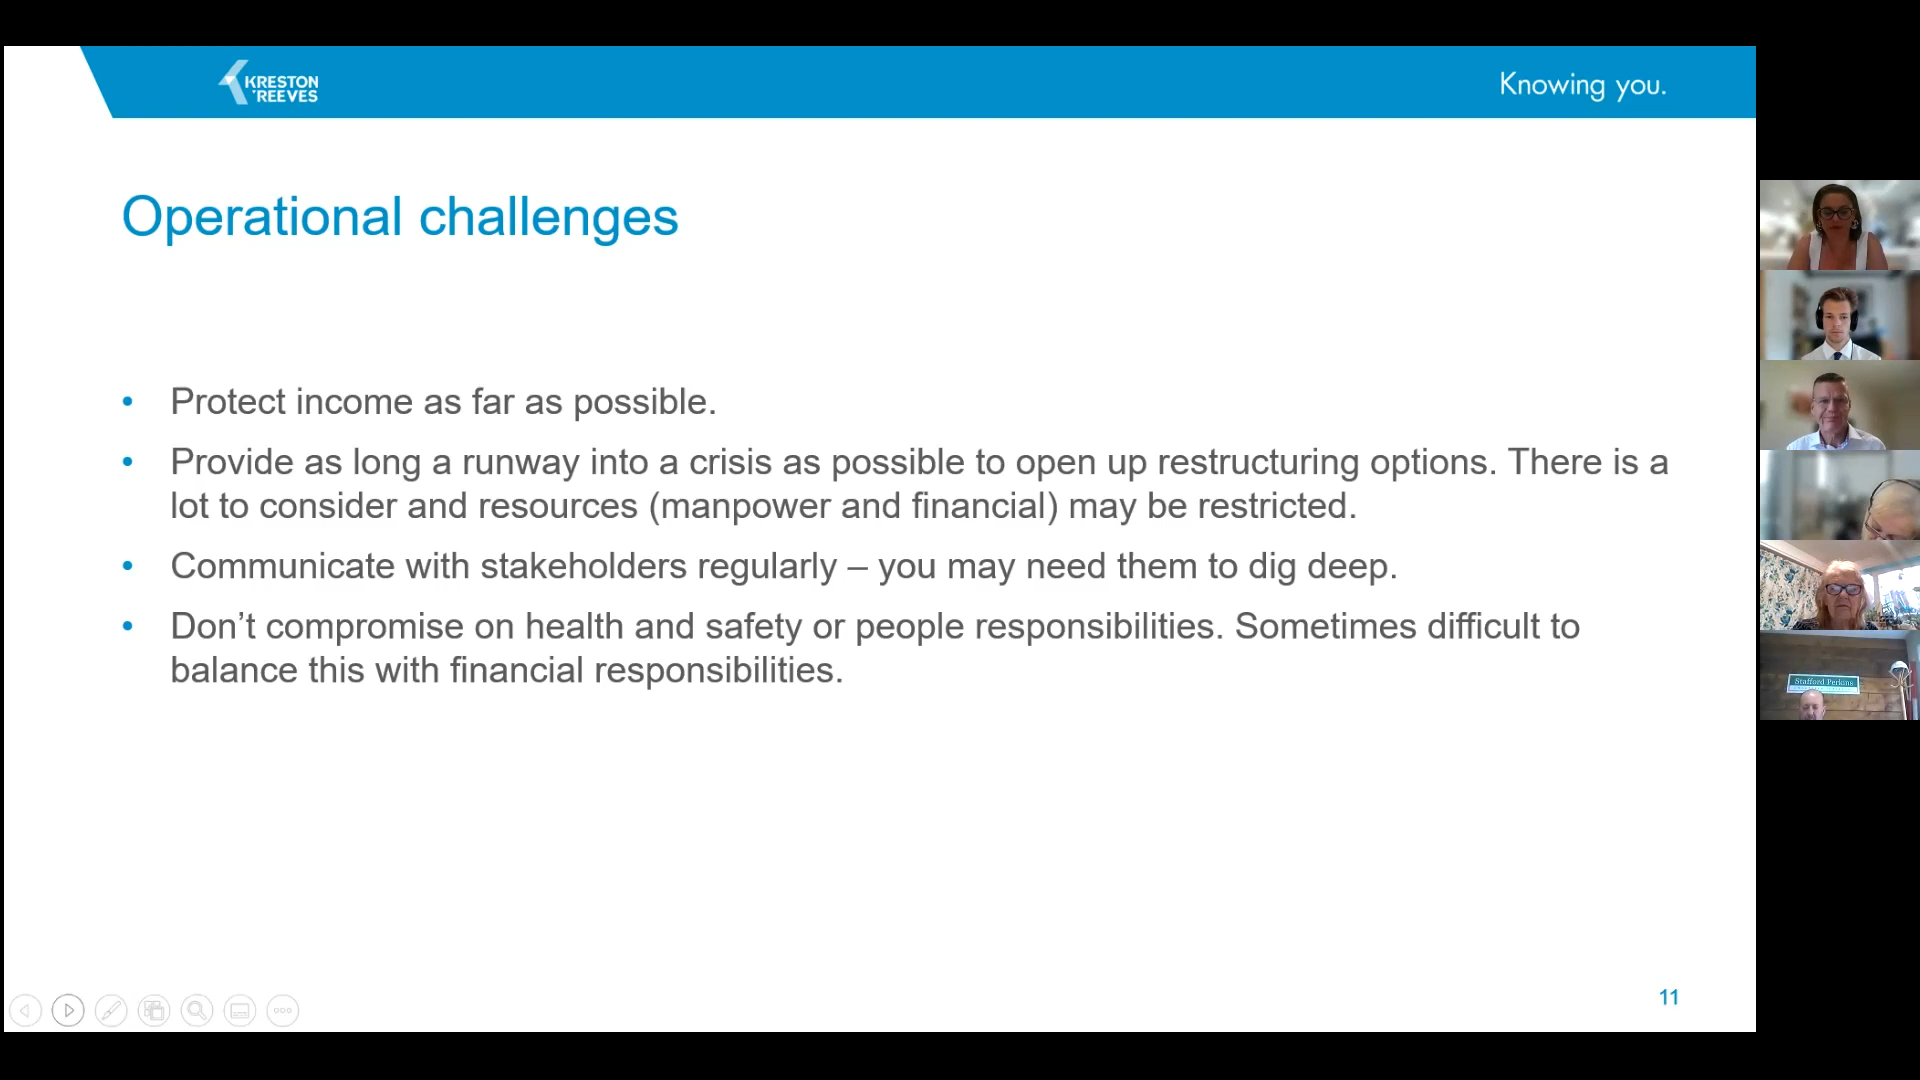 KRESTON
REEVES
Knowing you.
Operational challenges
• Protect income as far as possible.
• Provide as long a runway into a crisis as possible to open up restructuring options. There is a
lot to consider and resources (manpower and financial) may be restricted.
• Communicate with stakeholders regularly – you may need them to dig deep.
• Don’t compromise on health and safety or people responsibilities. Sometimes difficult to
balance this with financial responsibilities.
Stafford Perkins
11